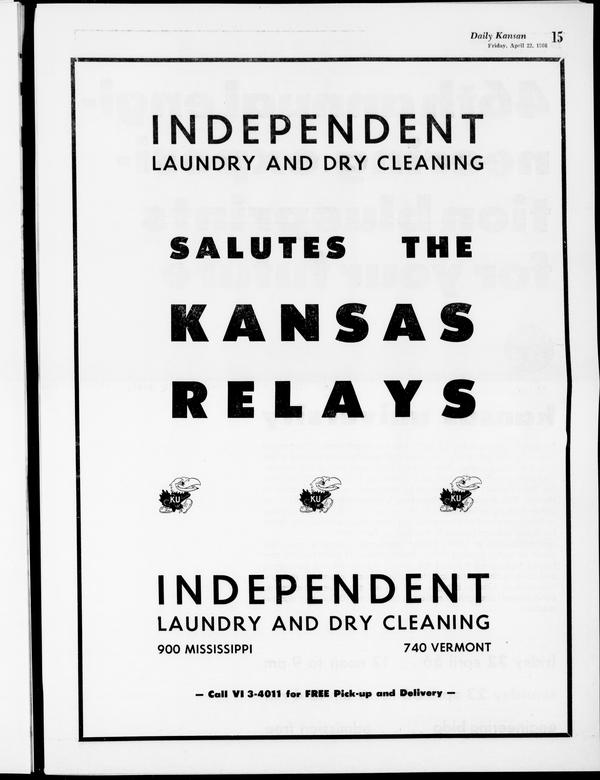 Daily Kansan 15
Friday, April 22, 1966
INDEPENDENT
LAUNDRY AND DRY CLEANING
SALUTES THE
KANSAS
RELAYS
KU KU KU
INDEPENDENT
LAUNDRY AND DRY CLEANING
900 MISSISSIPPI 740 VERMONT
— Call VI 3-4011 for FREE Pick-up and Delivery —